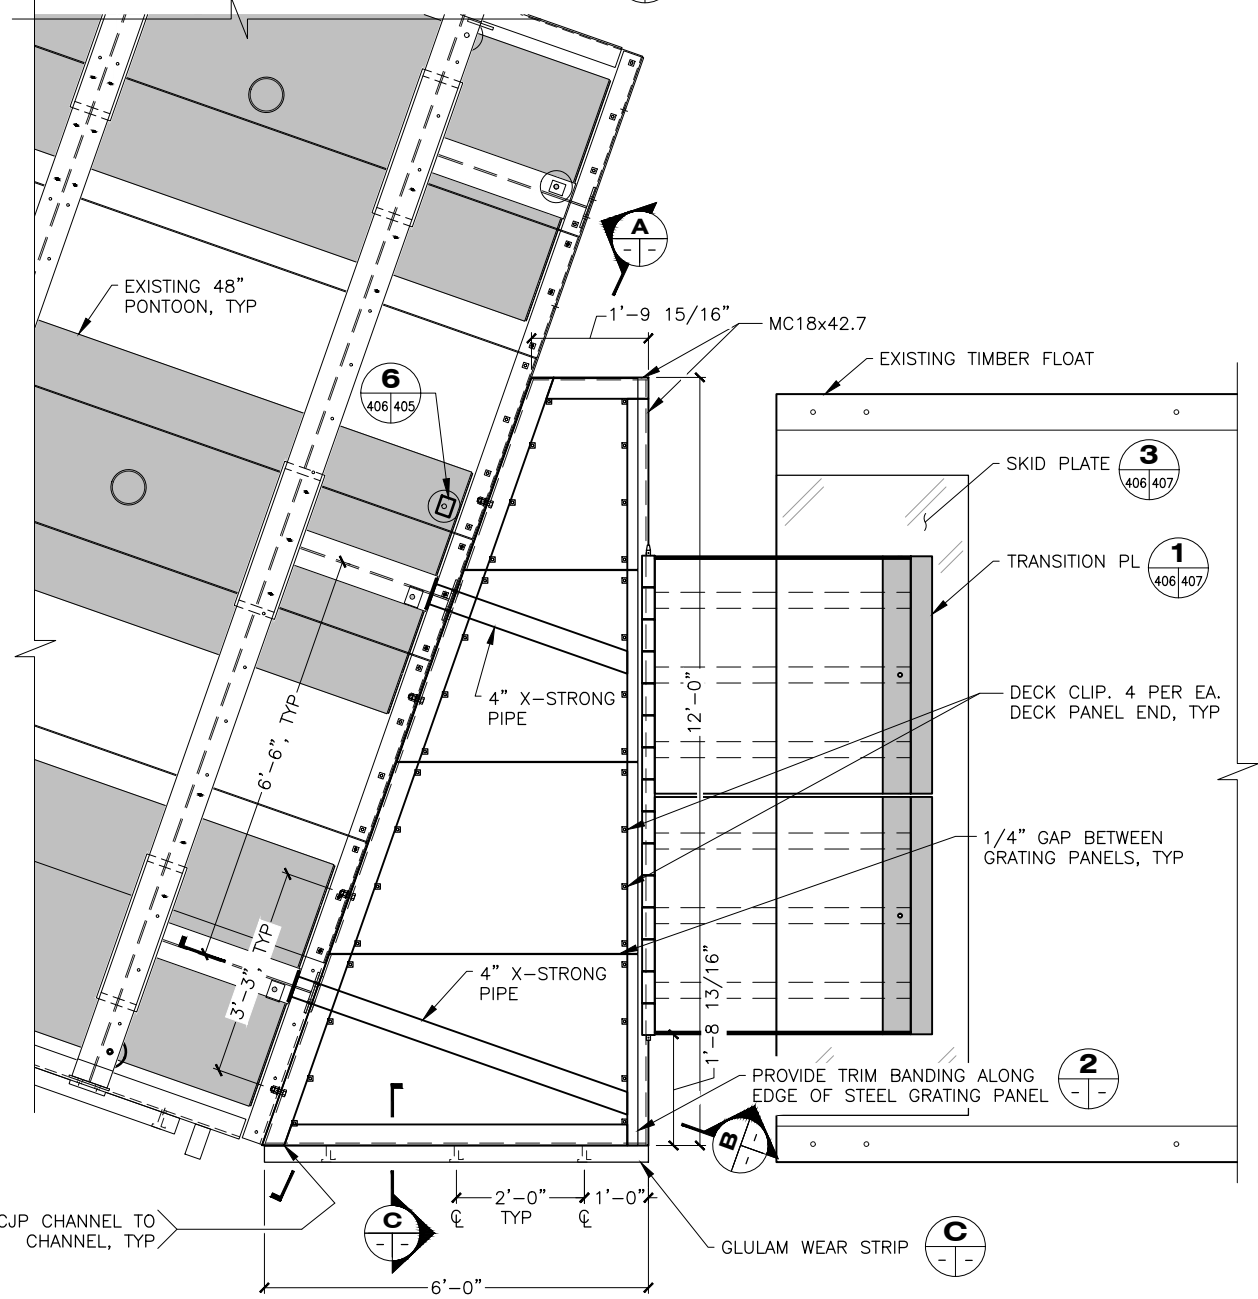 A
- -
EXISTING 48"
PONTOON, TYP
1'-9 15/16"
MC18x42.7
EXISTING TIMBER FLOAT
6
406 405
SKID PLATE
3
406 407
TRANSITION PL
1
406 407
4" X-STRONG
PIPE
12'-0"
DECK CLIP. 4 PER EA.
DECK PANEL END, TYP
6'-6", TYP
1/4" GAP BETWEEN
GRATING PANELS, TYP
3'-3", TYP
4" X-STRONG
PIPE
1'-8 13/16"
PROVIDE TRIM BANDING ALONG
EDGE OF STEEL GRATING PANEL
2
- -
B
- -
L
L L L
2'-0"
TYP
1'-0"
℄ ℄
CJP CHANNEL TO
CHANNEL, TYP
C
- -
GLULAM WEAR STRIP
C
- -
6'-0"